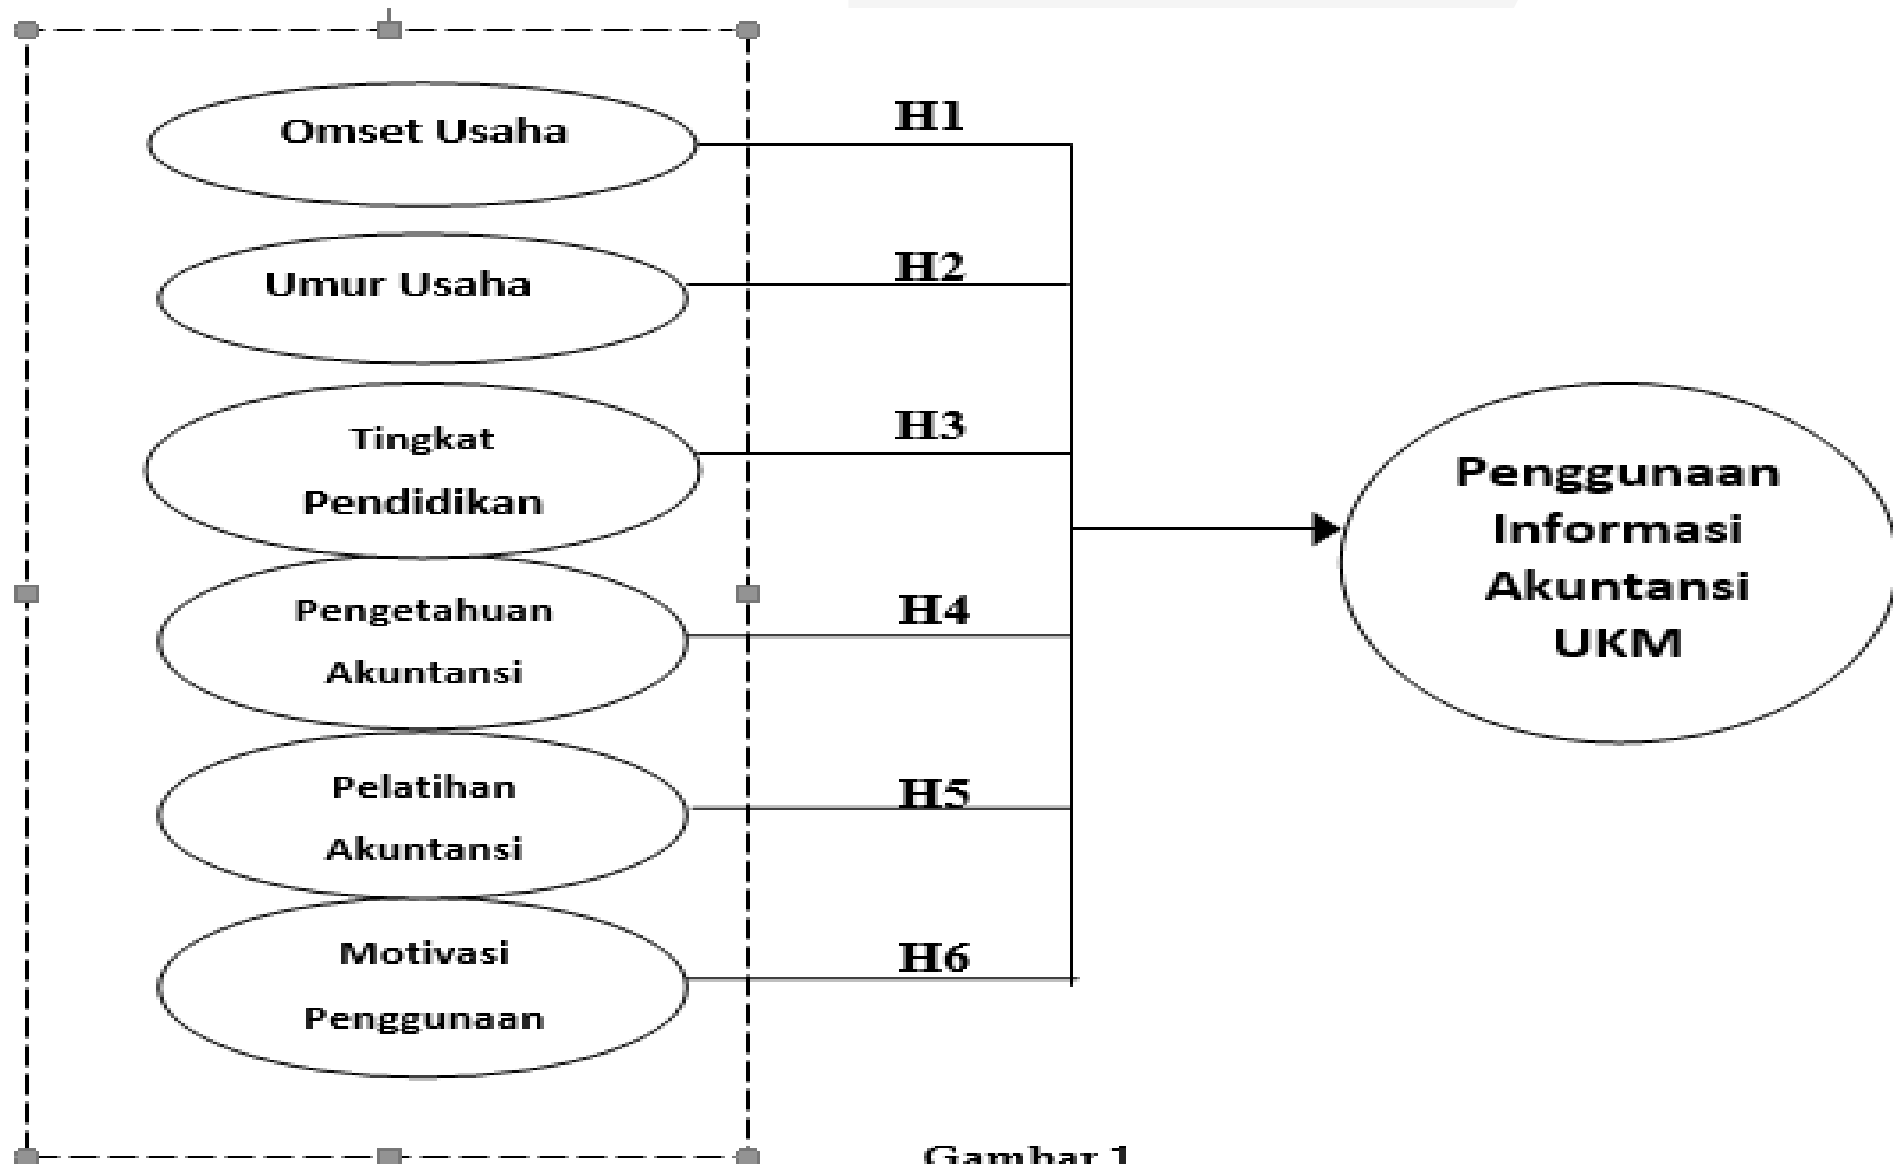 Omset Usaha
H1
Umur Usaha
H2
Tingkat
Pendidikan
H3
Pengetahuan
Akuntansi
H4
Pelatihan
Akuntansi
H5
Motivasi
Penggunaan
H6
Penggunaan
Informasi
Akuntansi
UKM
Gambar 1